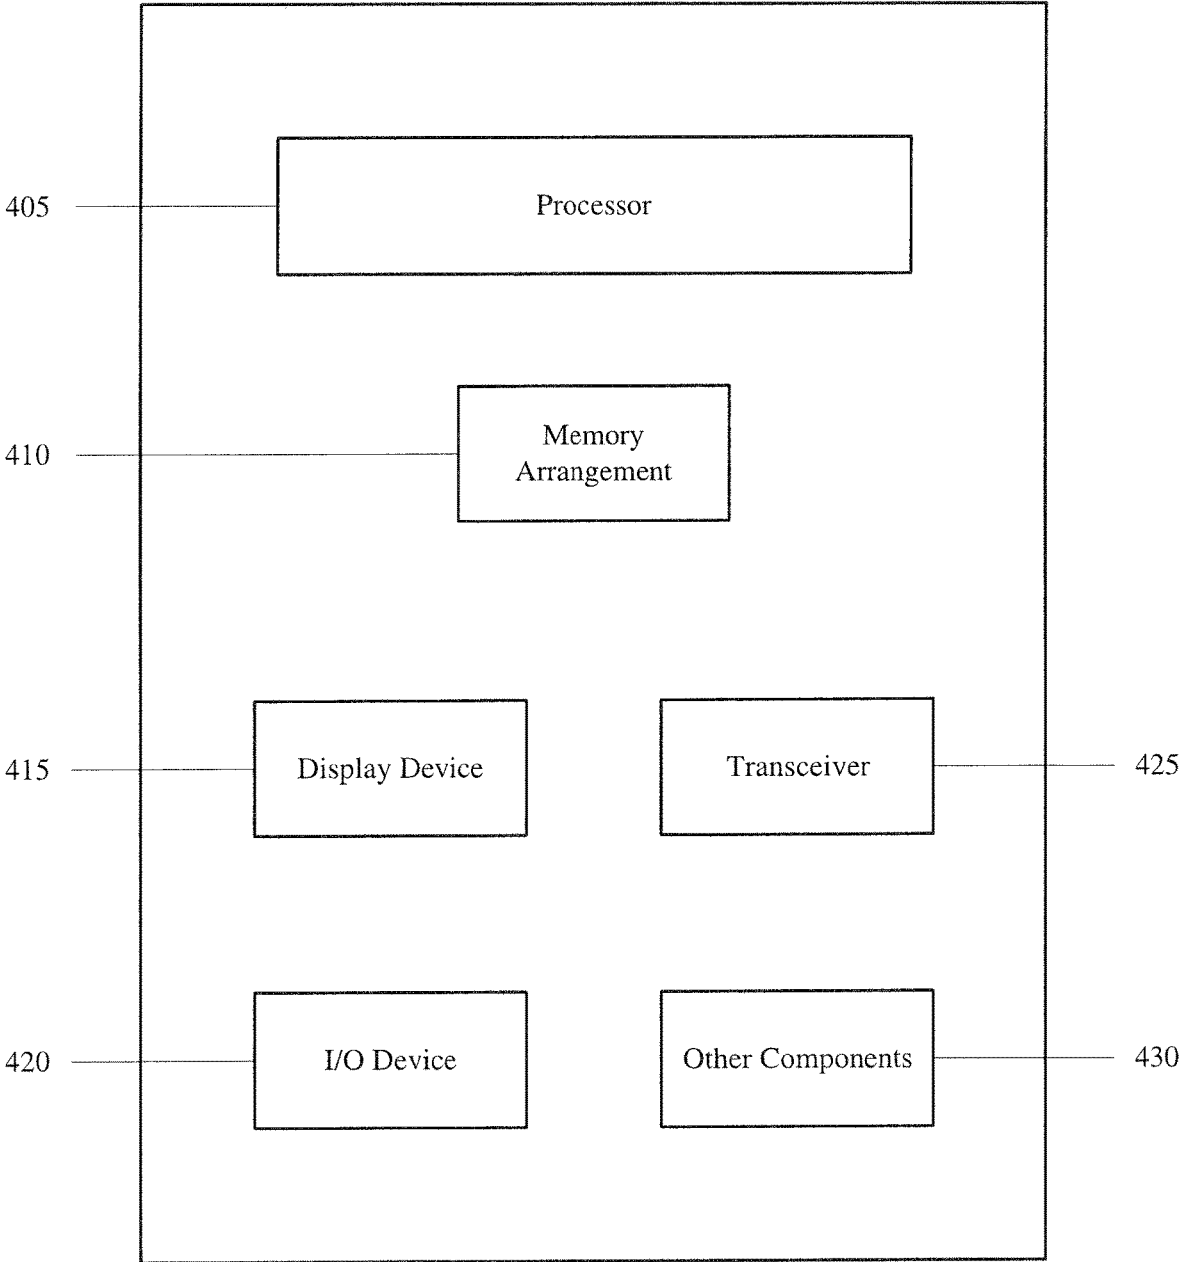 405
Processor
410
Memory
Arrangement
415
Display Device
Transceiver
425
420
I/O Device
Other Components
430